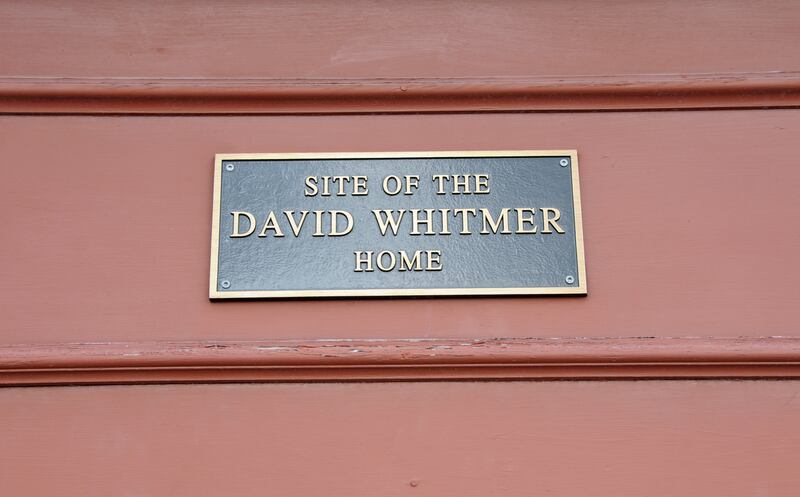 SITE OF THE
DAVID WHITMER
HOME